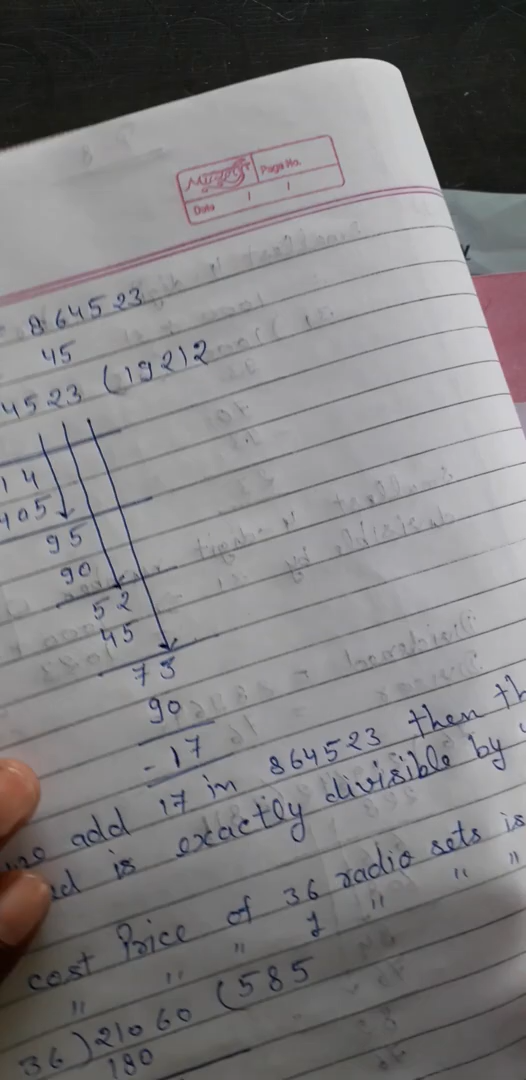 Page No.
Date
864523
45
4523 (19212
14
405
95
90
52
45
73
90
- 17
add 17 in 864523 then th
is exactly divisible by
cost Price of 36 radio sets is
" " " 1 " " "
36)21060 (585
180